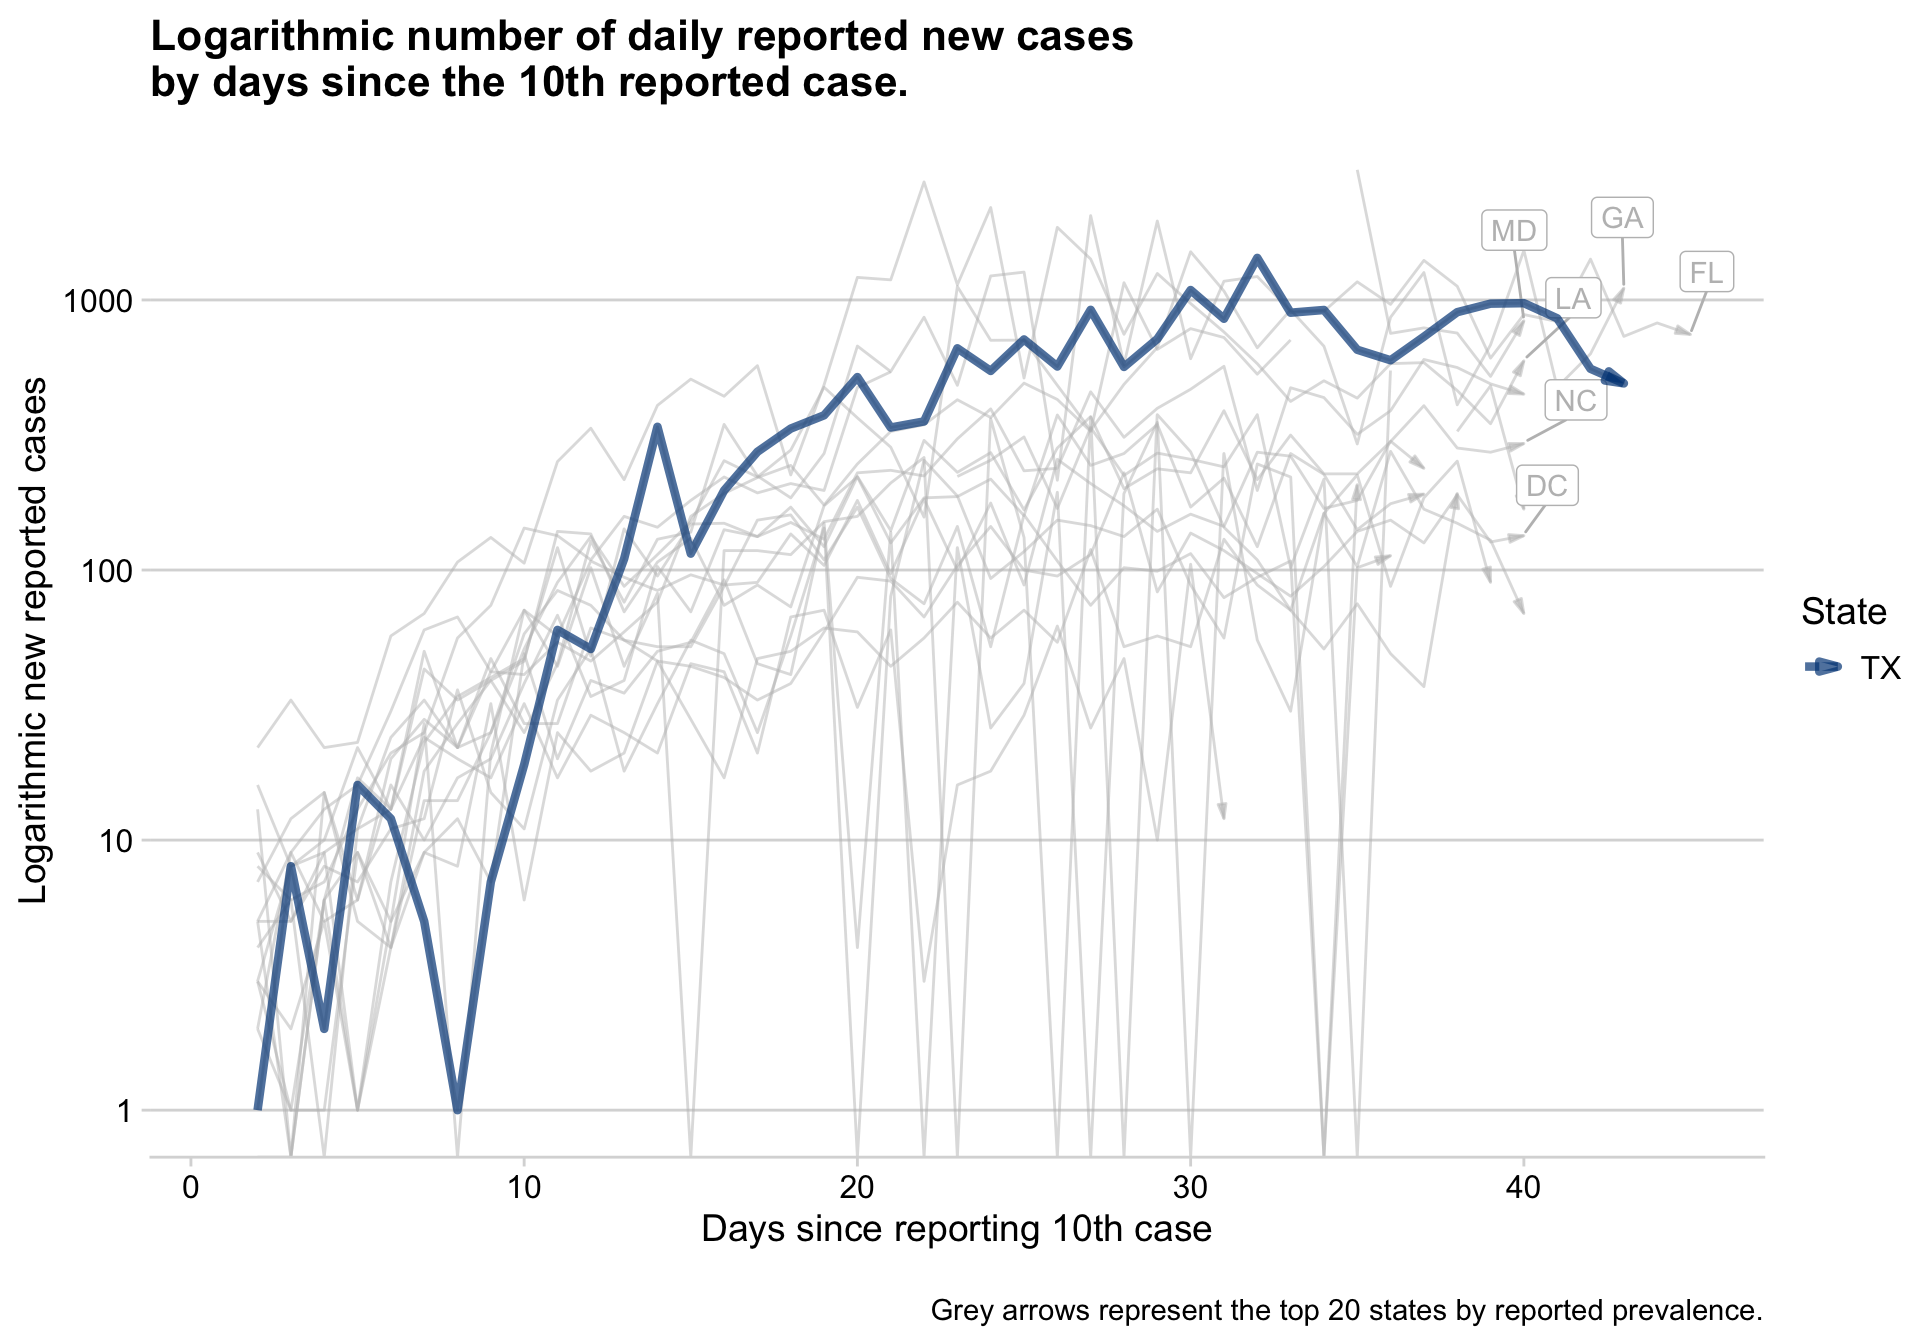 Logarithmic number of daily reported new cases
by days since the 10th reported case.
MD
GA
FL
LA
1000
NC
DC
100
10
1
Logarithmic new reported cases
State
TX
0 10 20 30 40
Days since reporting 10th case
Grey arrows represent the top 20 states by reported prevalence.